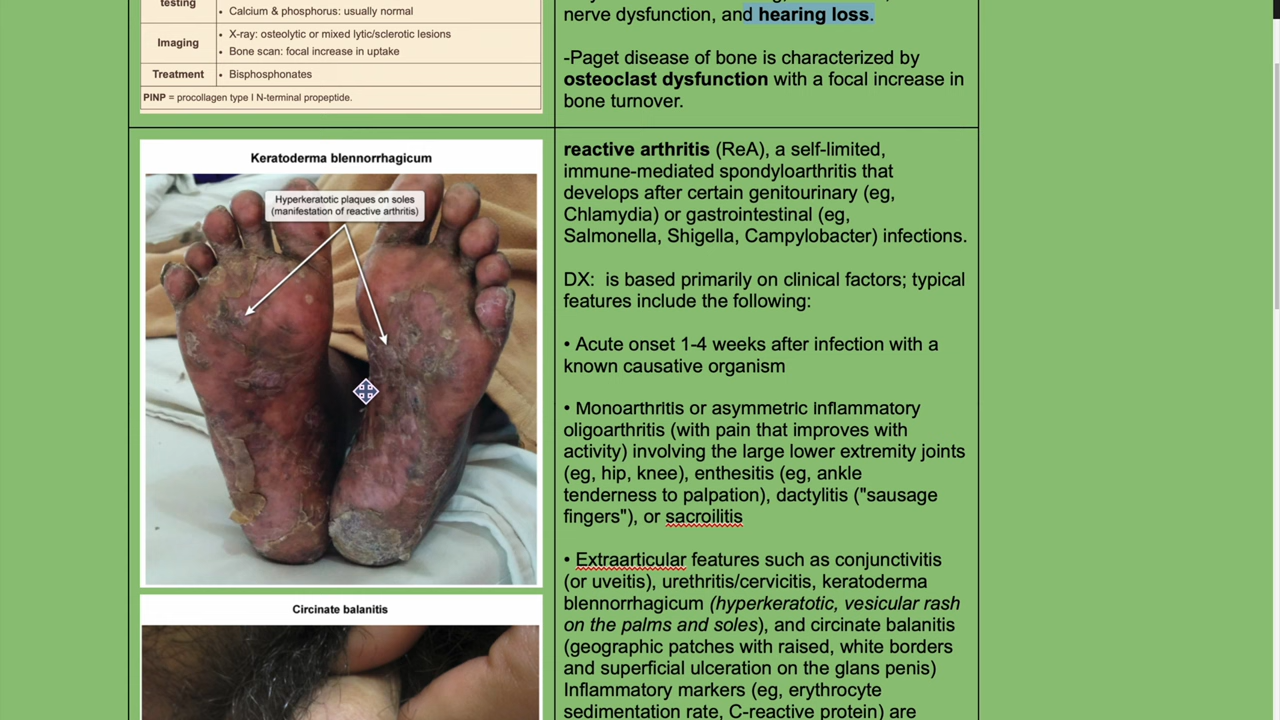 testing
• Calcium & phosphorus: usually normal
Imaging
• X-ray: osteolytic or mixed lytic/sclerotic lesions
• Bone scan: focal increase in uptake
Treatment
• Bisphosphonates
PINP = procollagen type I N-terminal propeptide.
nerve dysfunction, and hearing loss.
-Paget disease of bone is characterized by
osteoclast dysfunction with a focal increase in
bone turnover.
Keratoderma blennorrhagicum
Hyperkeratotic plaques on soles
(manifestation of reactive arthritis)
Circinate balanitis
reactive arthritis (ReA), a self-limited,
immune-mediated spondyloarthritis that
develops after certain genitourinary (eg,
Chlamydia) or gastrointestinal (eg,
Salmonella, Shigella, Campylobacter) infections.
DX:  is based primarily on clinical factors; typical
features include the following:
• Acute onset 1-4 weeks after infection with a
known causative organism
• Monoarthritis or asymmetric inflammatory
oligoarthritis (with pain that improves with
activity) involving the large lower extremity joints
(eg, hip, knee), enthesitis (eg, ankle
tenderness to palpation), dactylitis ("sausage
fingers"), or sacroilitis
• Extraarticular features such as conjunctivitis
(or uveitis), urethritis/cervicitis, keratoderma
blennorrhagicum (hyperkeratotic, vesicular rash
on the palms and soles), and circinate balanitis
(geographic patches with raised, white borders
and superficial ulceration on the glans penis)
Inflammatory markers (eg, erythrocyte
sedimentation rate, C-reactive protein) are